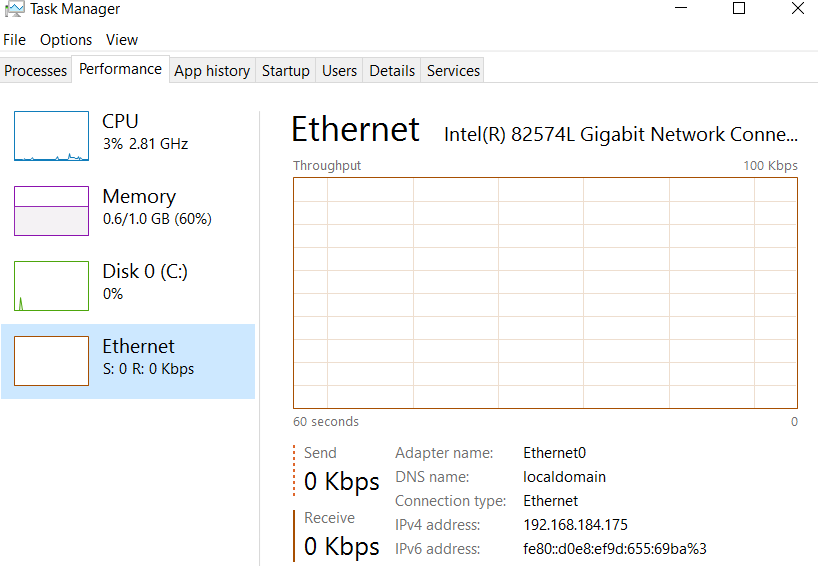 Task Manager
File Options View
Processes Performance App history Startup Users Details Services
CPU
3% 2.81 GHz
Memory
0.6/1.0 GB (60%)
Disk 0 (C:)
0%
Ethernet
S: 0 R: 0 Kbps
Ethernet Intel(R) 82574L Gigabit Network Conne...
Throughput 100 Kbps
60 seconds 0
Send
0 Kbps
Receive
0 Kbps
Adapter name: Ethernet0
DNS name: localdomain
Connection type: Ethernet
IPv4 address: 192.168.184.175
IPv6 address: fe80::d0e8:ef9d:655:69ba%3